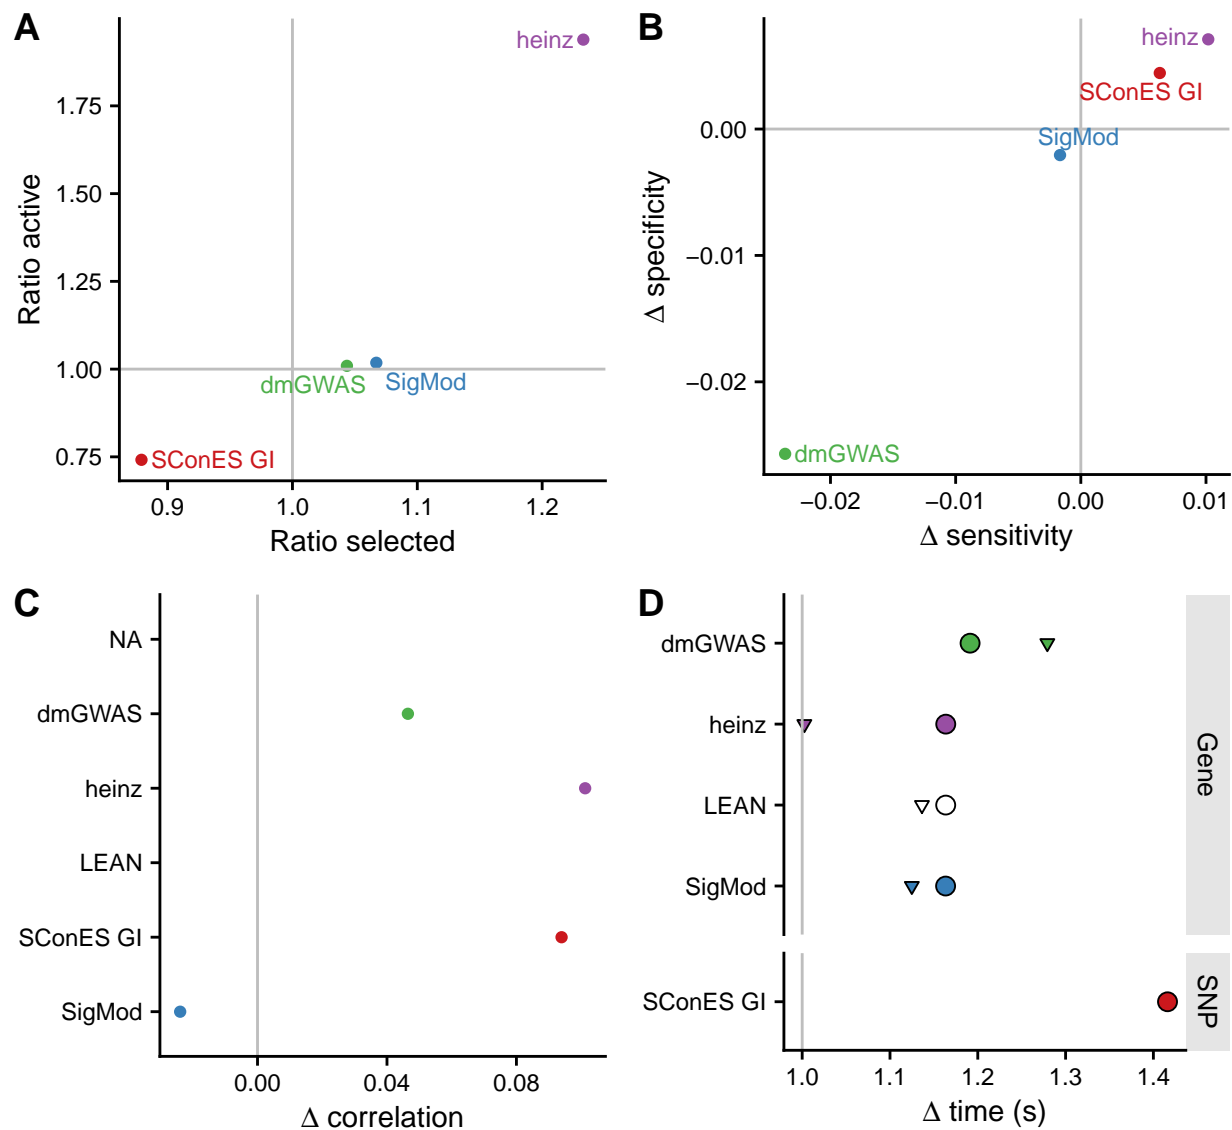 A
heinz
1.75
1.50
1.25
1.00
0.75
Ratio active
dmGWAS
SigMod
SConES GI
0.9
1.0
1.1
1.2
Ratio selected
B
heinz
SConES GI
SigMod
0.00
−0.01
−0.02
Δ specificity
dmGWAS
−0.02
−0.01
0.00
0.01
Δ sensitivity
C
NA
dmGWAS
heinz
LEAN
SConES GI
SigMod
0.00
0.04
0.08
Δ correlation
D
dmGWAS
heinz
LEAN
SigMod
Gene
SConES GI
SNP
1.0
1.1
1.2
1.3
1.4
Δ time (s)